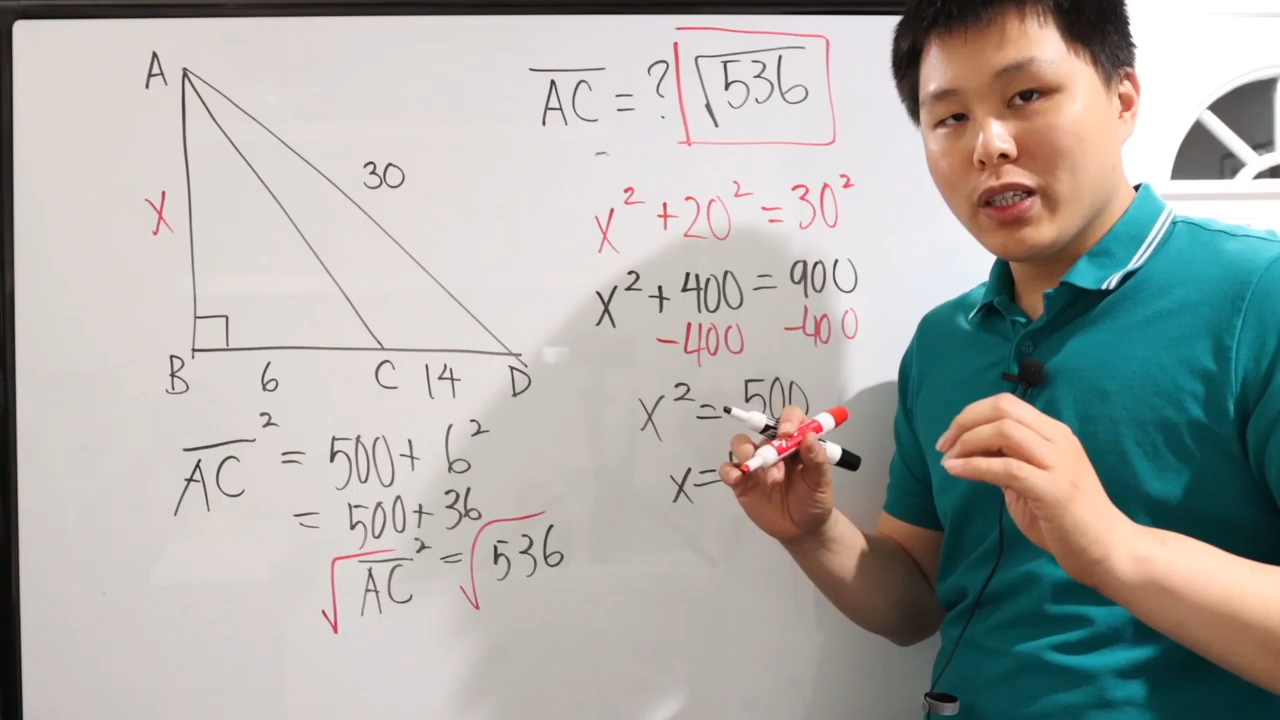 A
30
X
B 6 C 14 D
AC = ? √536
X² + 20² = 30²
X² + 400 = 900
-400 -400
X² = 500
x =
AC² = 500 + 6²
= 500 + 36
√AC² = √536